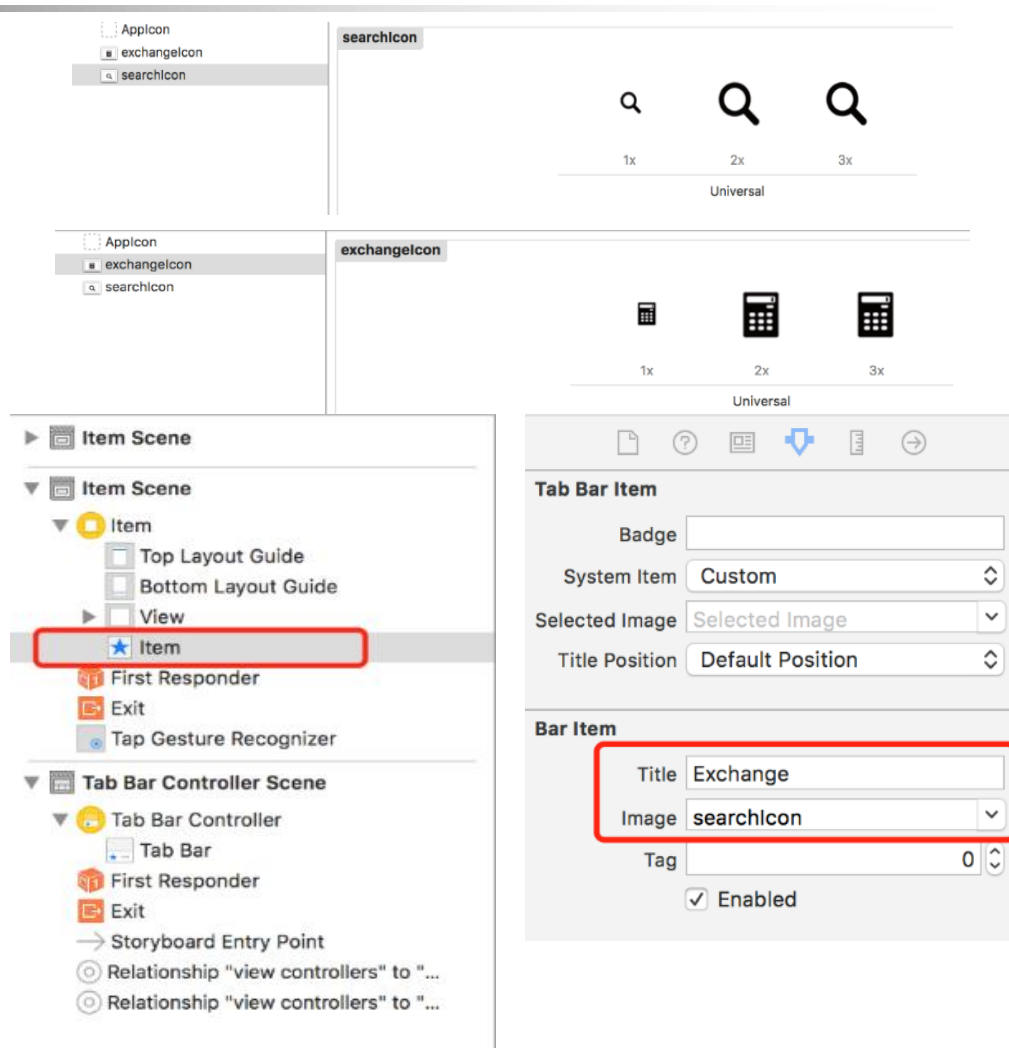 AppIcon
exchangeIcon
searchIcon
searchIcon
1x 2x 3x
Universal
AppIcon
exchangeIcon
searchIcon
exchangeIcon
1x 2x 3x
Universal
Item Scene
Item Scene
Item
Top Layout Guide
Bottom Layout Guide
View
Item
First Responder
Exit
Tap Gesture Recognizer
Tab Bar Controller Scene
Tab Bar Controller
Tab Bar
First Responder
Exit
Storyboard Entry Point
Relationship "view controllers" to "...
Relationship "view controllers" to "...
Tab Bar Item
Badge
System Item Custom
Selected Image Selected Image
Title Position Default Position
Bar Item
Title Exchange
Image searchIcon
Tag 0
Enabled